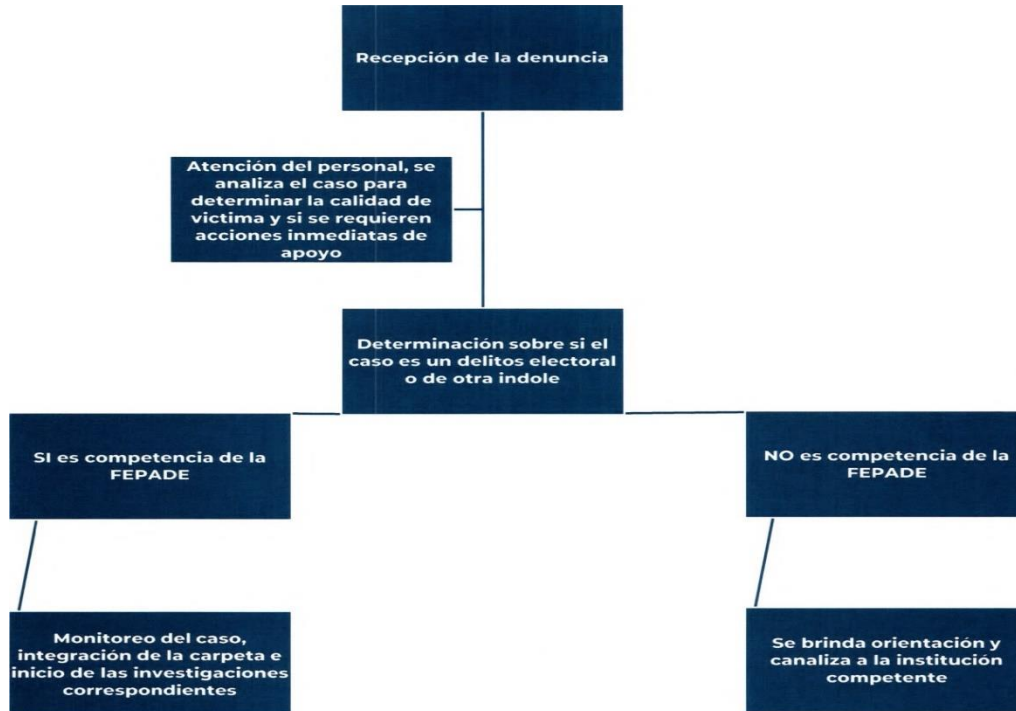 Recepción de la denuncia
Atención del personal, se
analiza el caso para
determinar la calidad de
victima y si se requieren
acciones inmediatas de
apoyo
Determinación sobre si el
caso es un delitos electoral
o de otra indole
SI es competencia de la
FEPADE
NO es competencia de la
FEPADE
Monitoreo del caso,
integración de la carpeta e
inicio de las investigaciones
correspondientes
Se brinda orientación y
canaliza a la institución
competente